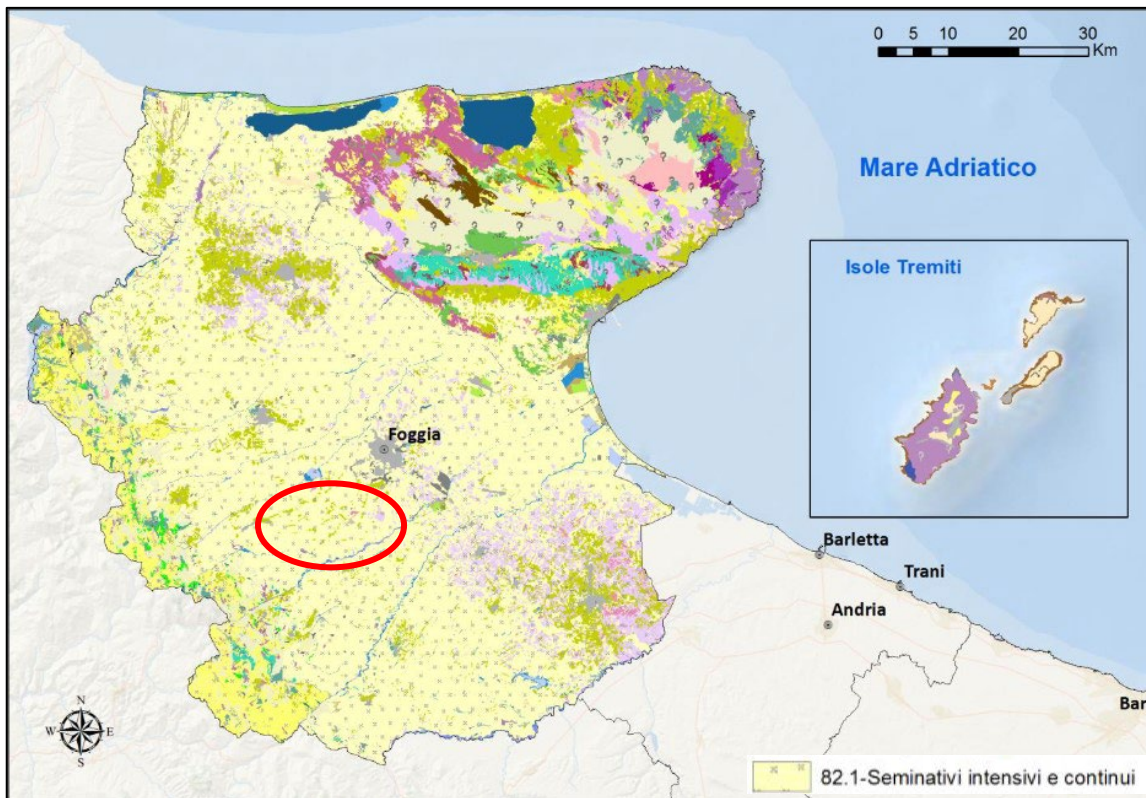 0 5 10 20 30
Km
Mare Adriatico
Isole Tremiti
Foggia
Barletta
Trani
Andria
Bar
N
W E
S
82.1-Seminativi intensivi e continui